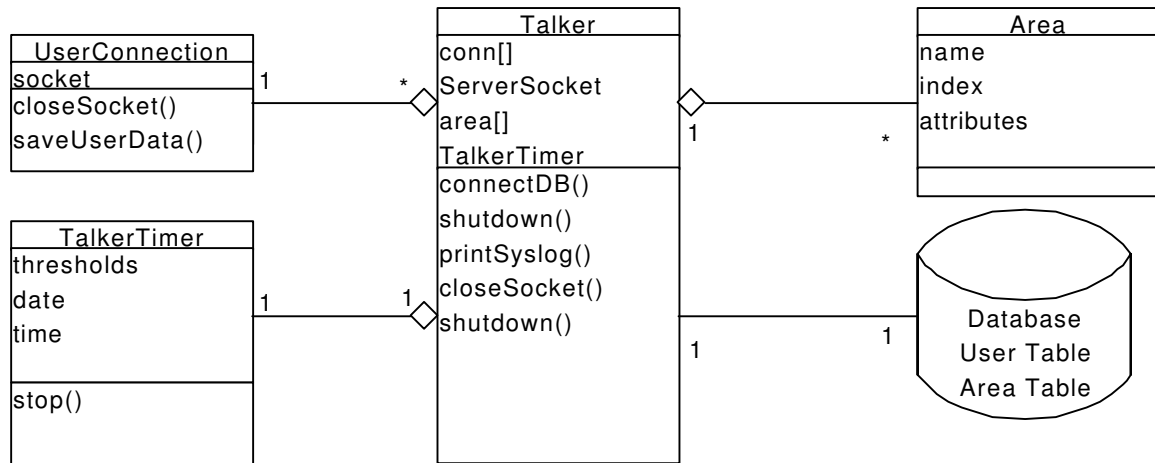 UserConnection
socket
closeSocket()
saveUserData()
1
*
Talker
conn[]
ServerSocket
area[]
TalkerTimer
connectDB()
shutdown()
printSyslog()
closeSocket()
shutdown()
1
*
Area
name
index
attributes
TalkerTimer
thresholds
date
time
stop()
1
1
1
1
Database
User Table
Area Table